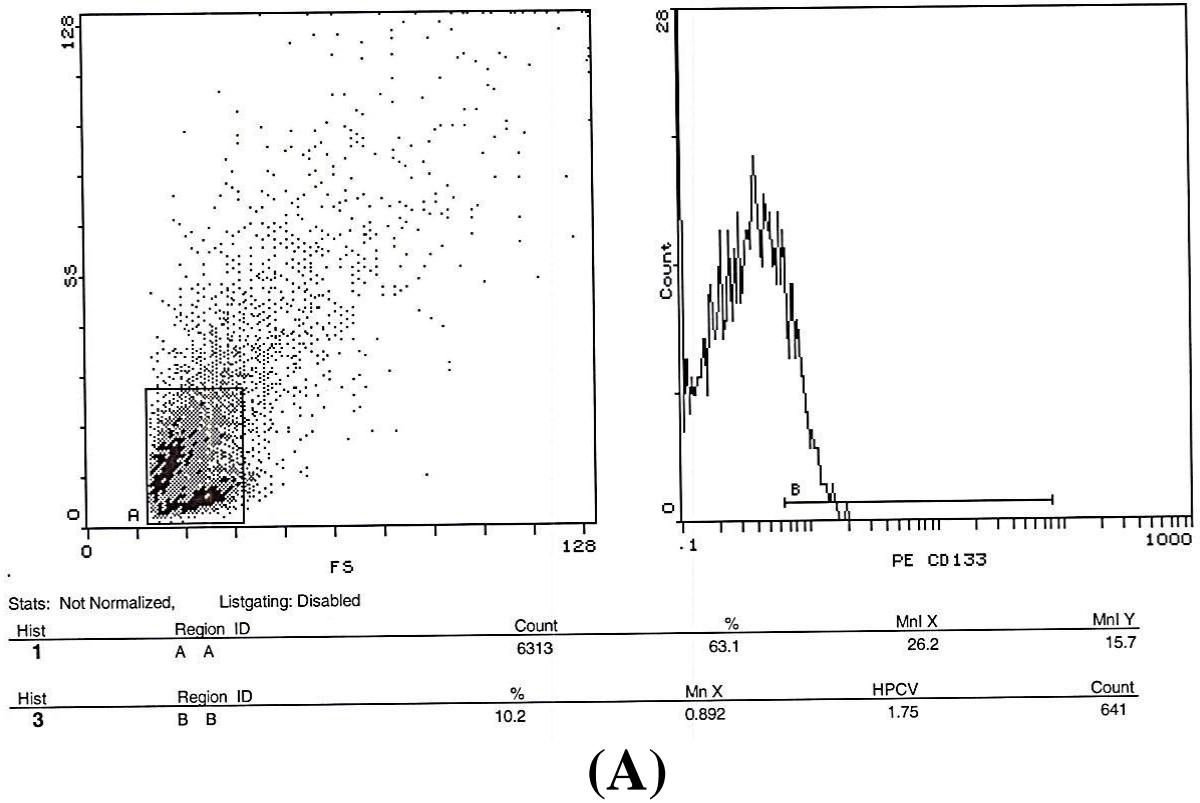 128
SS
0
A
0
128
FS
28
Count
0
B
.1
1000
PE CD133
Stats: Not Normalized, Listgating: Disabled
Hist Region ID Count % MnI X MnI Y
1 A A 6313 63.1 26.2 15.7
Hist Region ID % Mn X HPCV Count
3 B B 10.2 0.892 1.75 641
(A)